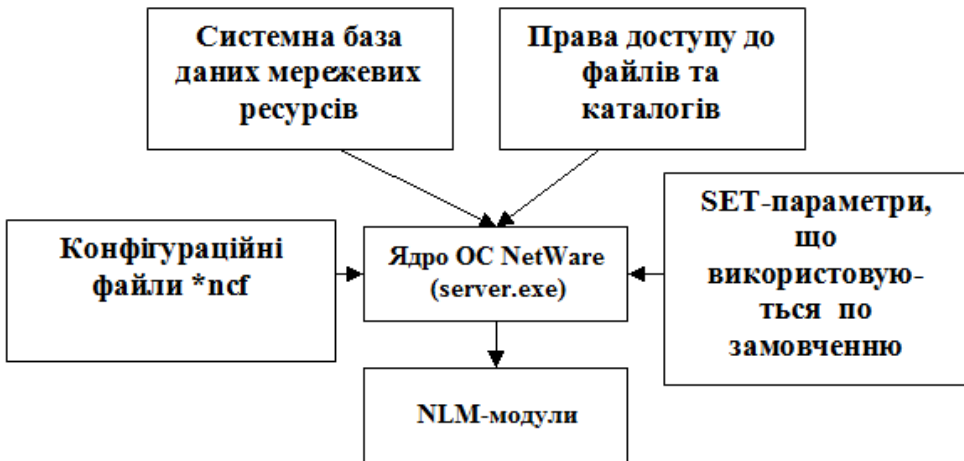 Системна база
даних мережевих
ресурсів
Права доступу до
файлів та
каталогів
Конфігураційні
файли *ncf
Ядро ОС NetWare
(server.exe)
SET-параметри,
що
використовую-
ться по
замовченню
NLM-модули